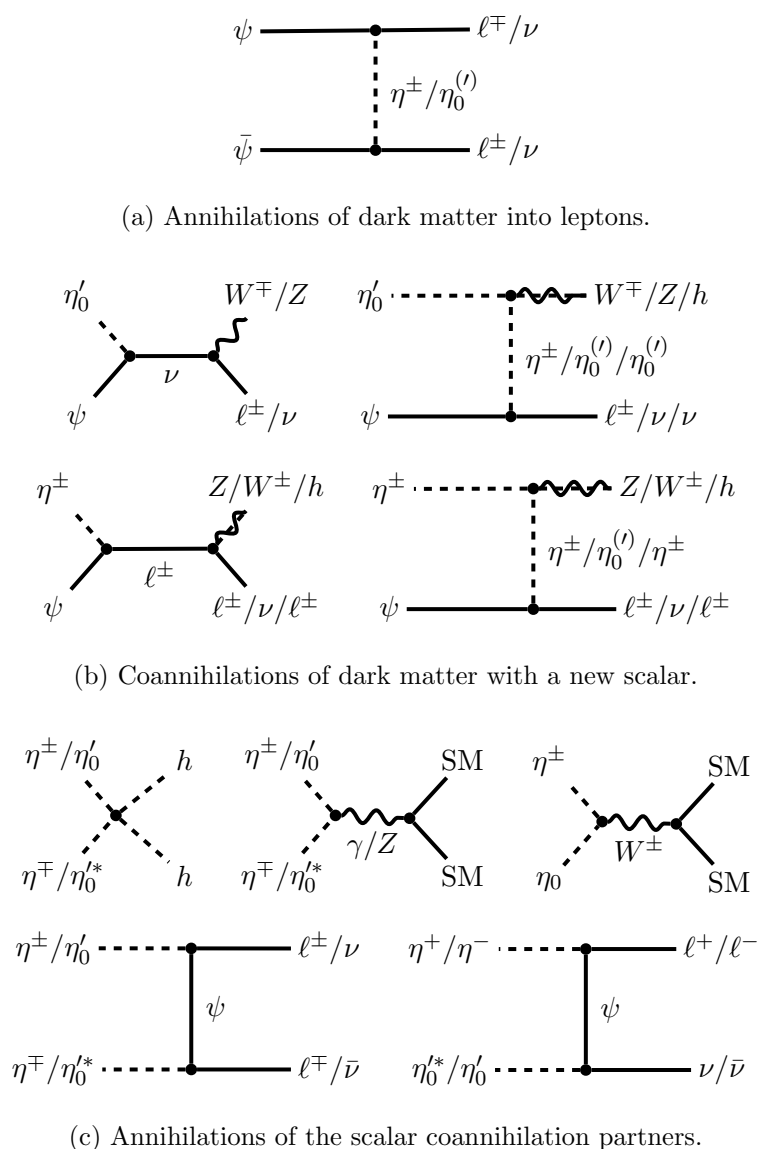 ψ ℓ∓/ν
η±/η₀⁽′⁾
ψ̄ ℓ±/ν
(a) Annihilations of dark matter into leptons.
η′₀ W∓/Z η′₀ W∓/Z/h
ν η±/η₀⁽′⁾/η₀⁽′⁾
ψ ℓ±/ν ψ ℓ±/ν/ν
η± Z/W±/h η± Z/W±/h
ℓ± η±/η₀⁽′⁾/η±
ψ ℓ±/ν/ℓ± ψ ℓ±/ν/ℓ±
(b) Coannihilations of dark matter with a new scalar.
η±/η′₀ h η±/η′₀ SM η± SM
γ/Z W±
η∓/η′₀* h η∓/η′₀* SM η₀ SM
η±/η′₀ ℓ±/ν η⁺/η⁻ ℓ⁺/ℓ⁻
ψ ψ
η∓/η′₀* ℓ∓/ν̄ η′₀*/η′₀ ν/ν̄
(c) Annihilations of the scalar coannihilation partners.